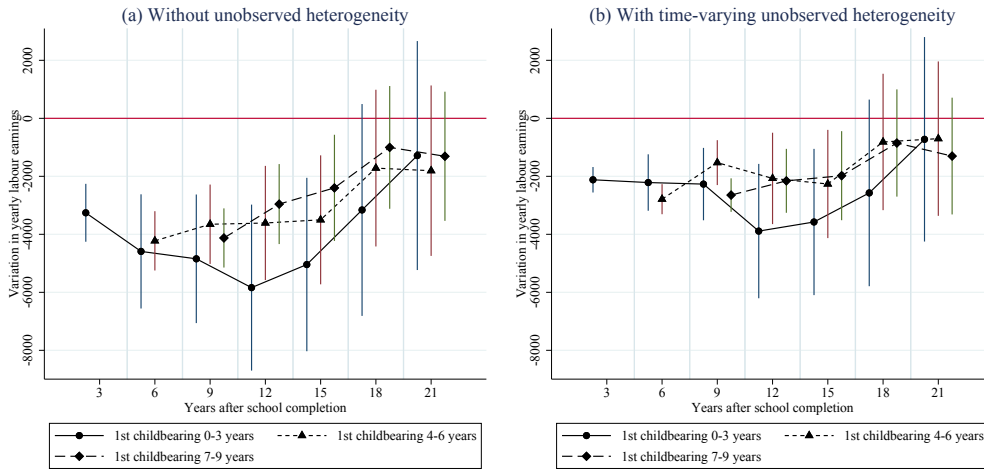 (a) Without unobserved heterogeneity
Variation in yearly labour earnings
2000
0
-2000
-4000
-6000
-8000
3 6 9 12 15 18 21
Years after school completion
1st childbearing 0-3 years 1st childbearing 4-6 years
1st childbearing 7-9 years
(b) With time-varying unobserved heterogeneity
Variation in yearly labour earnings
2000
0
-2000
-4000
-6000
-8000
3 6 9 12 15 18 21
Years after school completion
1st childbearing 0-3 years 1st childbearing 4-6 years
1st childbearing 7-9 years